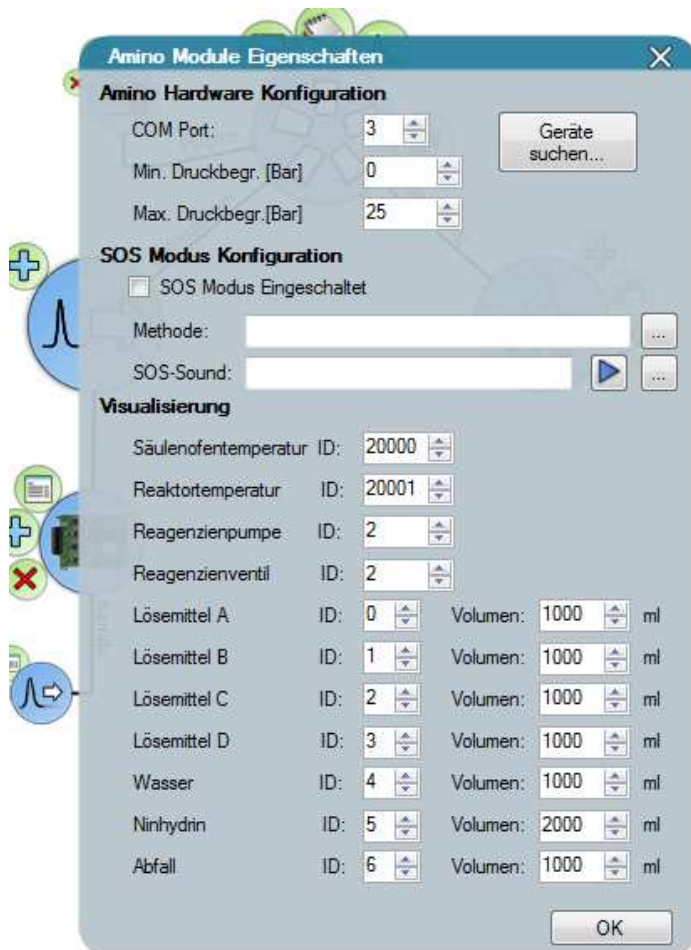 Amino Module Eigenschaften
Amino Hardware Konfiguration
COM Port: 3 Geräte suchen...
Min. Druckbegr. [Bar] 0
Max. Druckbegr.[Bar] 25
SOS Modus Konfiguration
SOS Modus Eingeschaltet
Methode: ...
SOS-Sound: ...
Visualisierung
Säulenofentemperatur ID: 20000
Reaktortemperatur ID: 20001
Reagenzienpumpe ID: 2
Reagenzienventil ID: 2
Lösemittel A ID: 0 Volumen: 1000 ml
Lösemittel B ID: 1 Volumen: 1000 ml
Lösemittel C ID: 2 Volumen: 1000 ml
Lösemittel D ID: 3 Volumen: 1000 ml
Wasser ID: 4 Volumen: 1000 ml
Ninhydrin ID: 5 Volumen: 2000 ml
Abfall ID: 6 Volumen: 1000 ml
OK